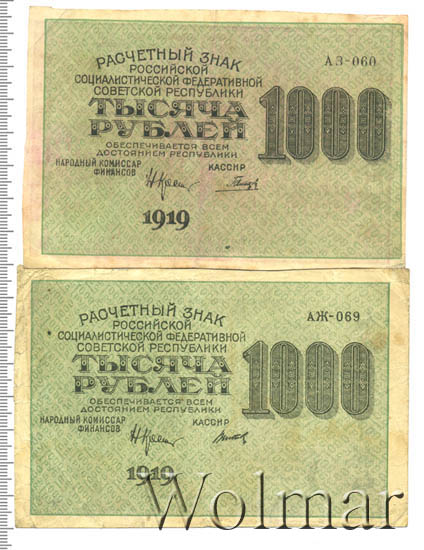 РАСЧЕТНЫЙ ЗНАК
РОССИЙСКОЙ
СОЦИАЛИСТИЧЕСКОЙ ФЕДЕРАТИВНОЙ
СОВЕТСКОЙ РЕСПУБЛИКИ
ТЫСЯЧА
РУБЛЕЙ
ОБЕСПЕЧИВАЕТСЯ ВСЕМ
ДОСТОЯНИЕМ РЕСПУБЛИКИ
НАРОДНЫЙ КОМИССАР
ФИНАНСОВ
КАССИР
1919
АЗ-060
1000
РАСЧЕТНЫЙ ЗНАК
РОССИЙСКОЙ
СОЦИАЛИСТИЧЕСКОЙ ФЕДЕРАТИВНОЙ
СОВЕТСКОЙ РЕСПУБЛИКИ
ТЫСЯЧА
РУБЛЕЙ
ОБЕСПЕЧИВАЕТСЯ ВСЕМ
ДОСТОЯНИЕМ РЕСПУБЛИКИ
НАРОДНЫЙ КОМИССАР
ФИНАНСОВ
КАССИР
1919
АЖ-069
1000
Wolmar